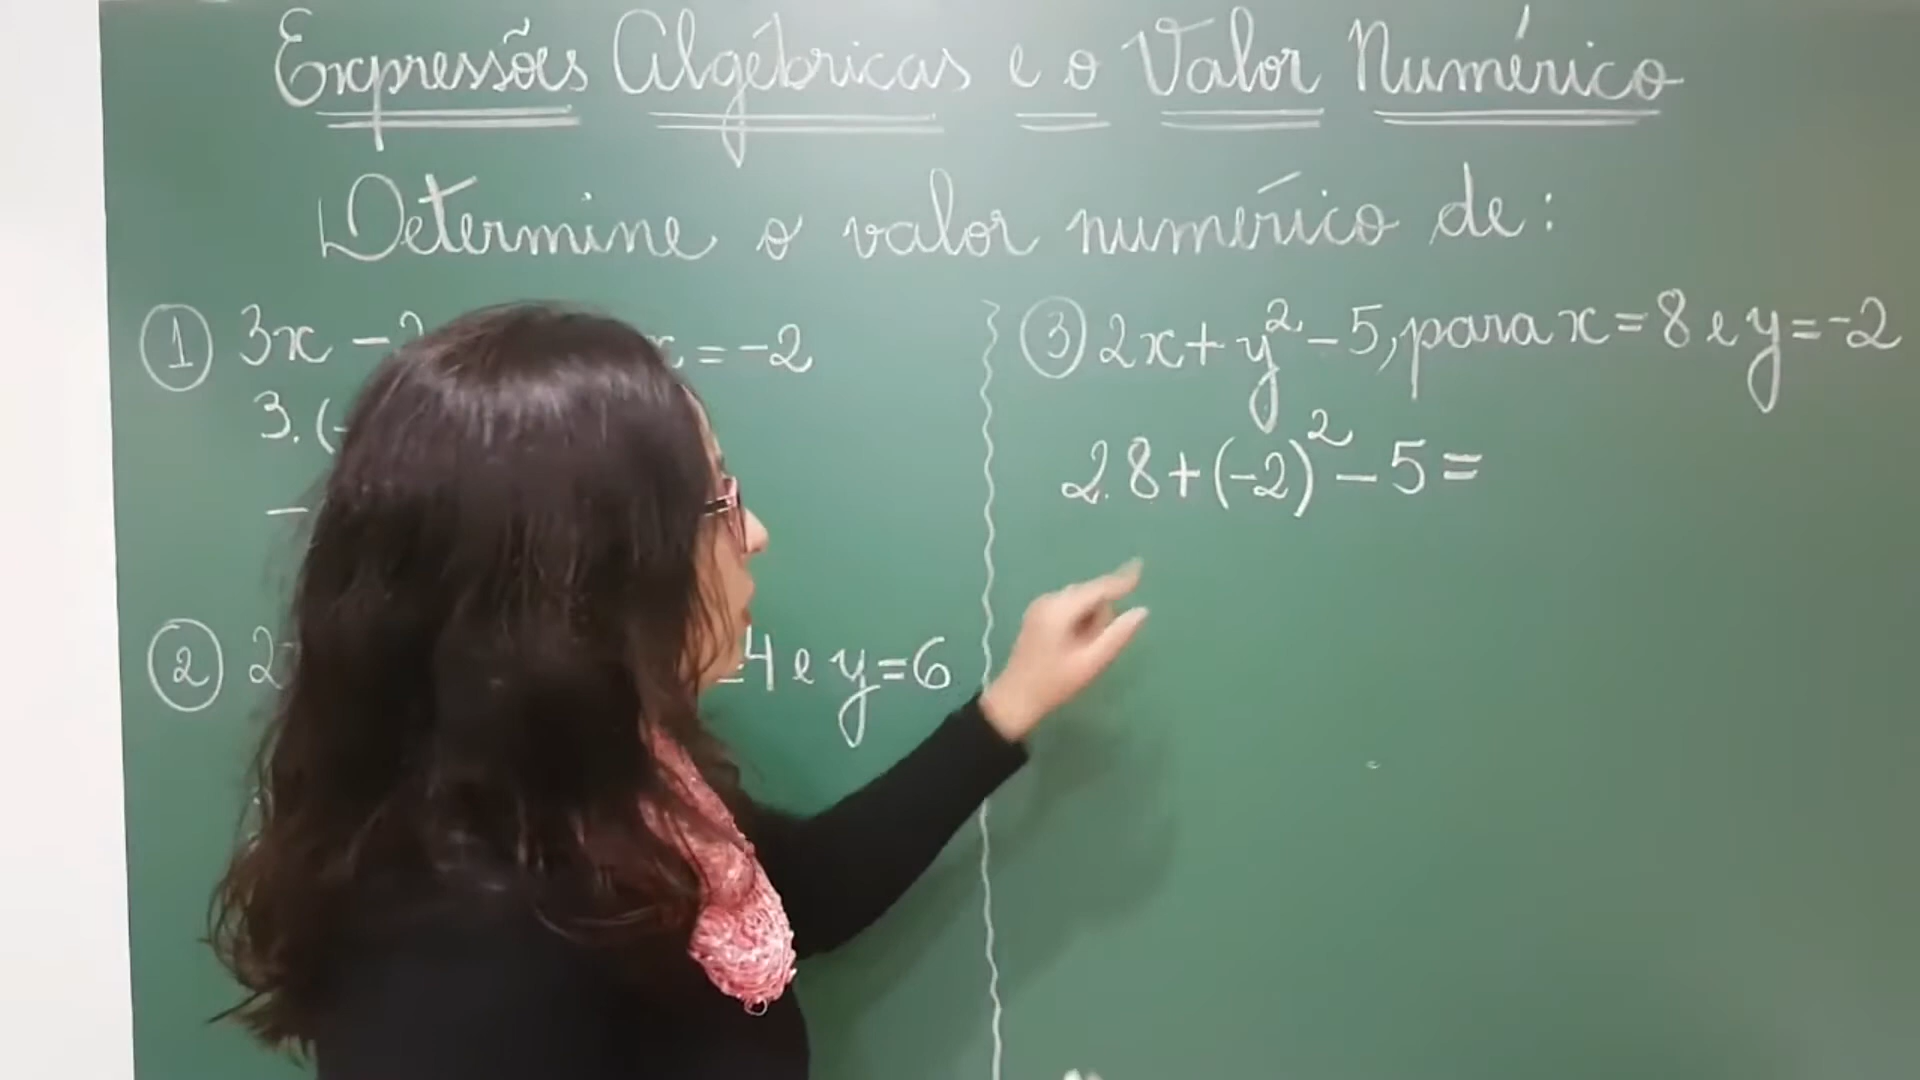 Expressões Algébricas e o Valor Numérico
Determine o valor numérico de:
① 3x - 2 x = -2
3.(-
-
② 2 =4 e y=6
③ 2x + y² - 5, para x = 8 e y = -2
2.8 + (-2)² - 5 =